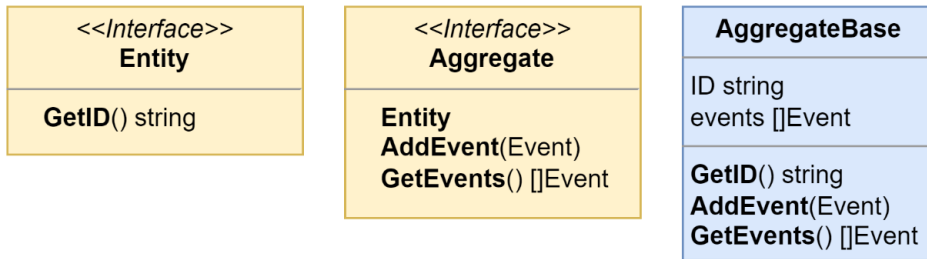 <<Interface>>
Entity
GetID() string
<<Interface>>
Aggregate
Entity
AddEvent(Event)
GetEvents() []Event
AggregateBase
ID string
events []Event
GetID() string
AddEvent(Event)
GetEvents() []Event